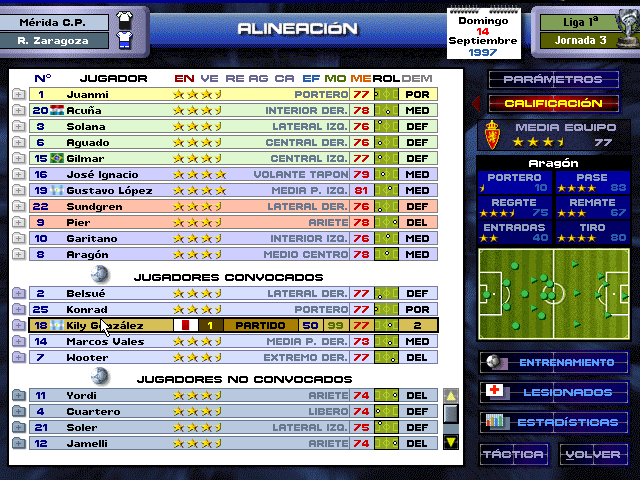 Mérida C.P.
R. Zaragoza
ALINEACIÓN
Domingo
14
Septiembre
1997
Liga 1ª
Jornada 3
Nº JUGADOR EN VE RE AG CA EF MO ME ROL DEM
1 Juanmi PORTERO 77 POR
20 Acuña INTERIOR DER. 78 MED
3 Solana LATERAL IZQ. 76 DEF
6 Aguado CENTRAL DER. 76 DEF
15 Gilmar CENTRAL IZQ. 77 DEF
16 José Ignacio VOLANTE TAPON 79 MED
19 Gustavo López MEDIA P. IZQ. 81 MED
22 Sundgren LATERAL DER. 76 DEF
9 Pier ARIETE 78 DEL
10 Garitano INTERIOR IZQ. 76 MED
8 Aragón MEDIO CENTRO 78 MED
JUGADORES CONVOCADOS
2 Belsué LATERAL DER. 77 DEF
25 Konrad PORTERO 77 POR
18 Kily González 1 PARTIDO 50 99 77 2
14 Marcos Vales MEDIA P. DER. 73 MED
7 Wooter EXTREMO DER. 77 DEL
JUGADORES NO CONVOCADOS
11 Yordi ARIETE 74 DEL
4 Cuartero LIBERO 74 DEF
21 Soler LATERAL IZQ. 75 DEF
12 Jamelli ARIETE 74 DEL
PARÁMETROS
CALIFICACIÓN
MEDIA EQUIPO
77
Aragón
PORTERO 10 PASE 83
REGATE 75 REMATE 67
ENTRADAS 40 TIRO 80
ENTRENAMIENTO
LESIONADOS
ESTADÍSTICAS
TÁCTICA VOLVER